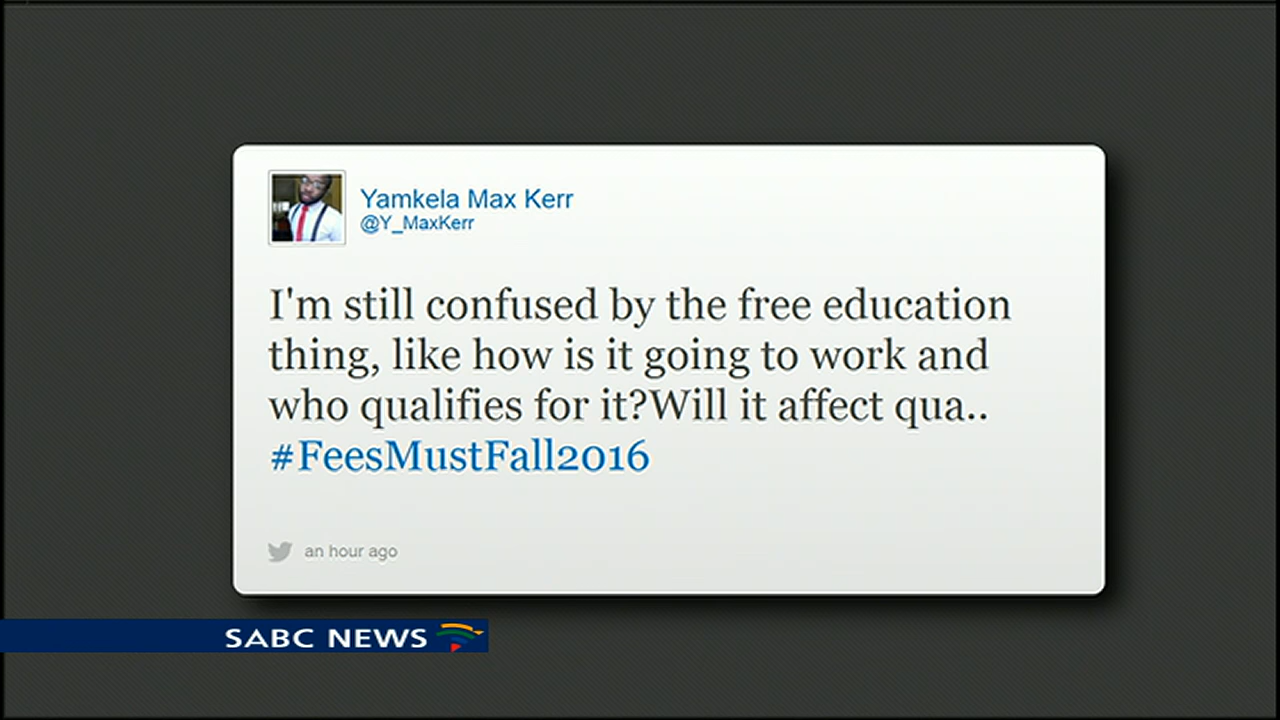 Yamkela Max Kerr
@Y_MaxKerr
I'm still confused by the free education
thing, like how is it going to work and
who qualifies for it?Will it affect qua..
#FeesMustFall2016
an hour ago
SABC NEWS